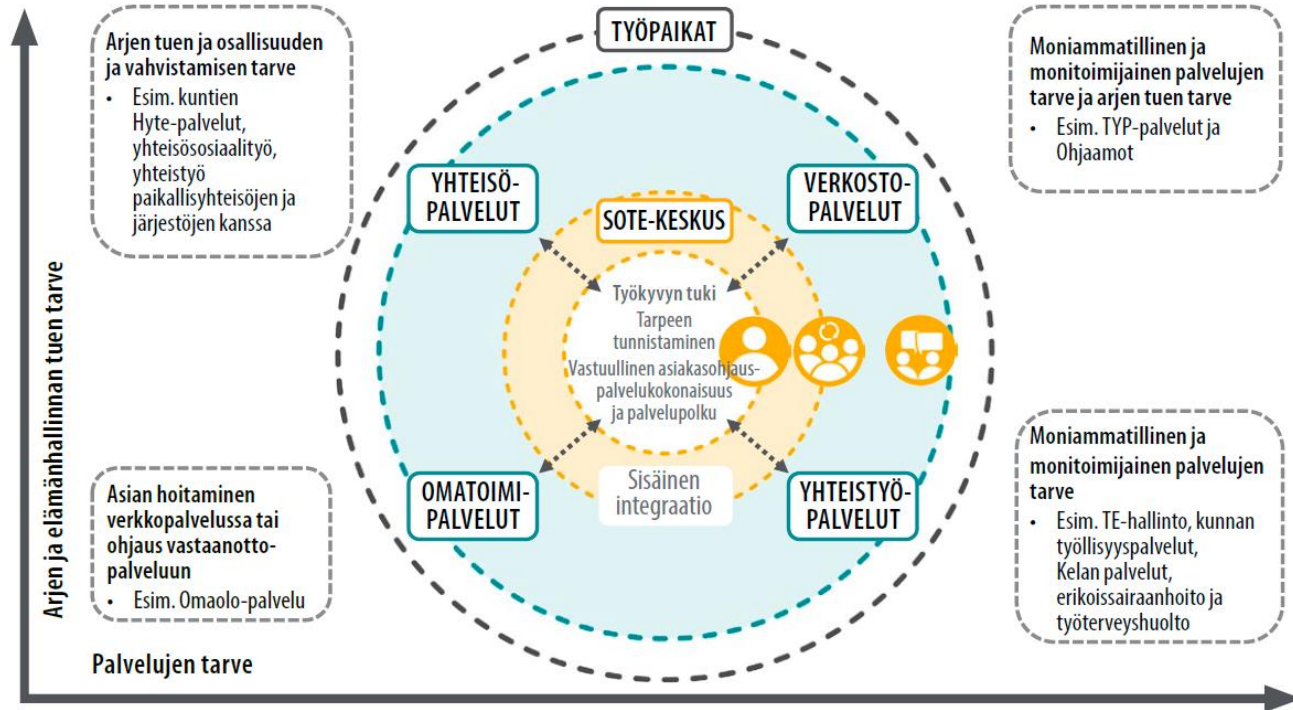 TYÖPAIKAT
Arjen tuen ja osallisuuden
ja vahvistamisen tarve
• Esim. kuntien
Hyte-palvelut,
yhteisösosiaalityö,
yhteistyö
paikallisyhteisöjen ja
järjestöjen kanssa
Moniammatillinen ja
monitoimijainen palvelujen
tarve ja arjen tuen tarve
• Esim. TYP-palvelut ja
Ohjaamot
YHTEISÖ-
PALVELUT
SOTE-KESKUS
VERKOSTO-
PALVELUT
Työkyvyn tuki
Tarpeen
tunnistaminen
Vastuullinen asiakasohjaus-
palvelukokonaisuus
ja palvelupolku
OMATOIMI-
PALVELUT
Sisäinen
integraatio
YHTEISTYÖ-
PALVELUT
Asian hoitaminen
verkkopalvelussa tai
ohjaus vastaanotto-
palveluun
• Esim. Omaolo-palvelu
Moniammatillinen ja
monitoimijainen palvelujen
tarve
• Esim. TE-hallinto, kunnan
työllisyyspalvelut,
Kelan palvelut,
erikoissairaanhoito ja
työterveyshuolto
Arjen ja elämänhallinnan tuen tarve
Palvelujen tarve